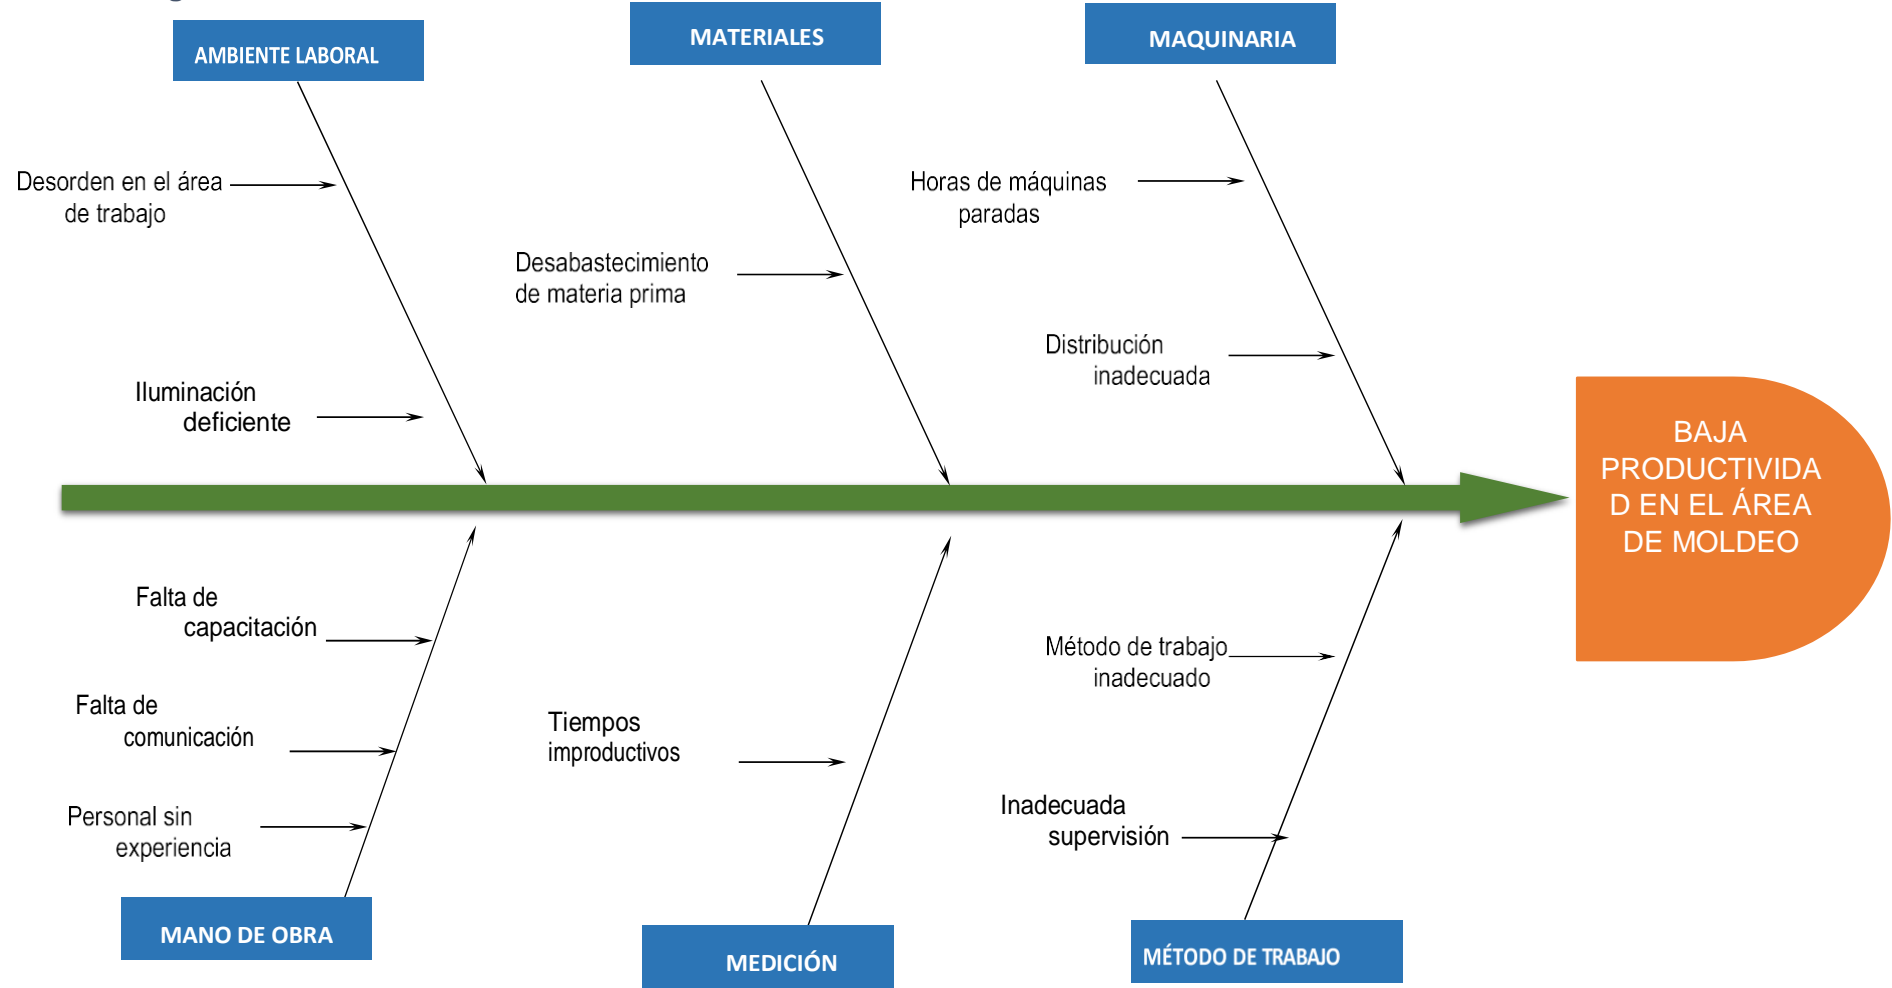 AMBIENTE LABORAL
MATERIALES
MAQUINARIA
Desorden en el área
de trabajo
Horas de máquinas
paradas
Desabastecimiento
de materia prima
Distribución
inadecuada
Iluminación
deficiente
BAJA
PRODUCTIVIDA
D EN EL ÁREA
DE MOLDEO
Falta de
capacitación
Método de trabajo
inadecuado
Falta de
comunicación
Tiempos
improductivos
Personal sin
experiencia
Inadecuada
supervisión
MANO DE OBRA
MEDICIÓN
MÉTODO DE TRABAJO